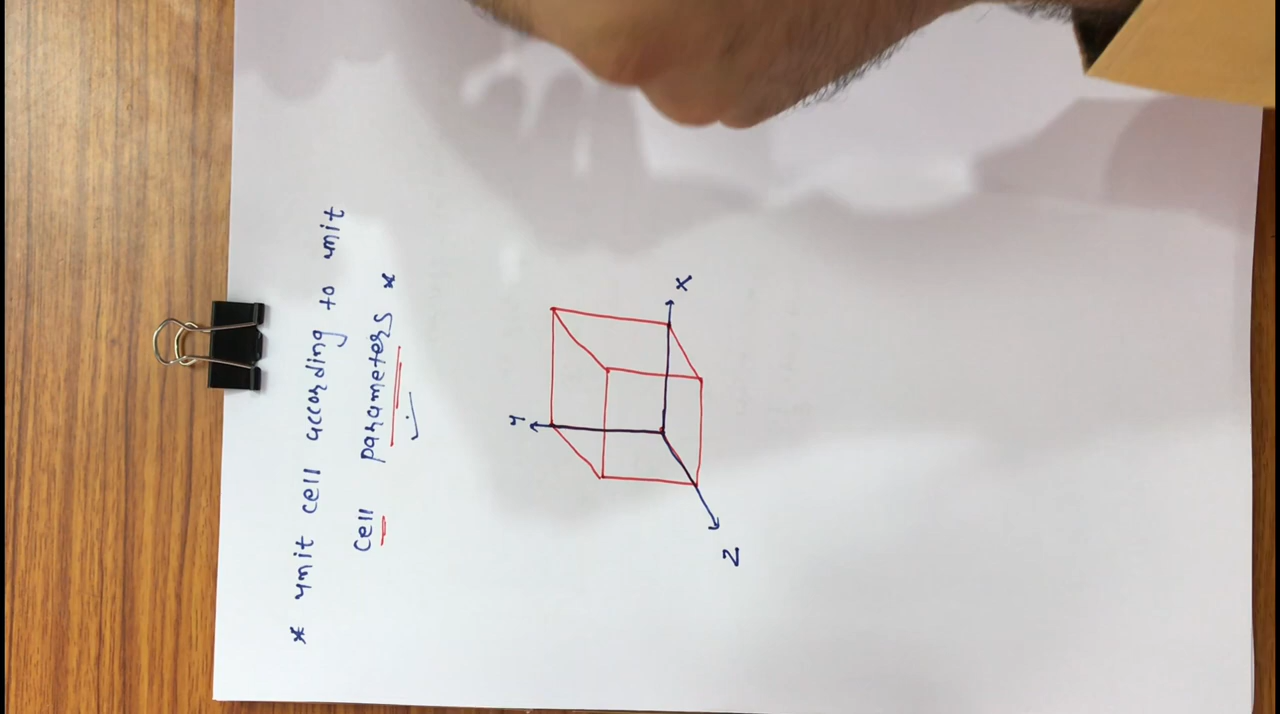 * unit cell according to unit
cell parameters *
Y
X
Z